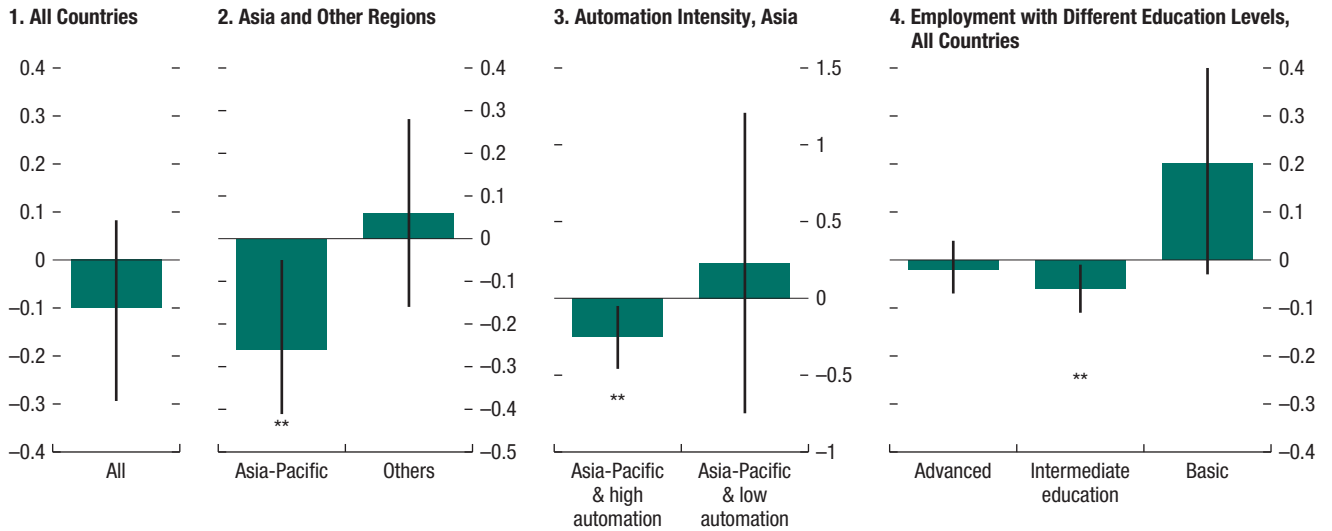 1. All Countries
0.4
0.3
0.2
0.1
0
–0.1
–0.2
–0.3
–0.4
All
2. Asia and Other Regions
0.4
0.3
0.2
0.1
0
–0.1
–0.2
–0.3
–0.4
–0.5
**
Asia-Pacific
Others
3. Automation Intensity, Asia
1.5
1
0.5
0
–0.5
–1
**
Asia-Pacific
& high
automation
Asia-Pacific
& low
automation
4. Employment with Different Education Levels,
All Countries
0.4
0.3
0.2
0.1
0
–0.1
–0.2
–0.3
–0.4
**
Advanced
Intermediate
education
Basic